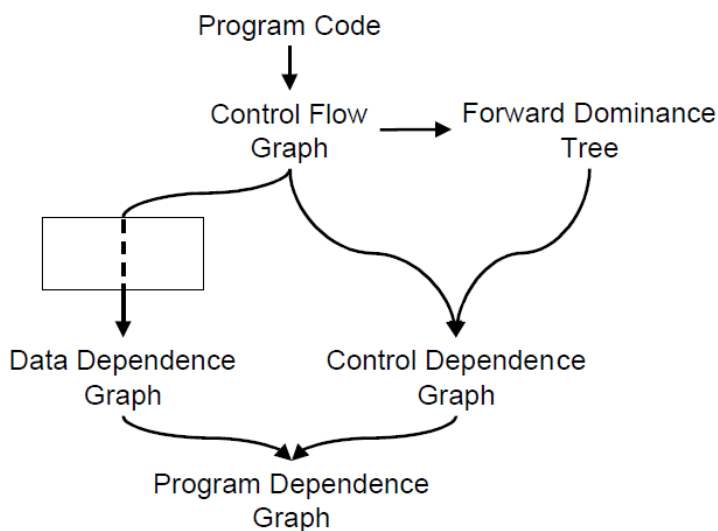 Program Code
Control Flow
Graph
Forward Dominance
Tree
Data Dependence
Graph
Control Dependence
Graph
Program Dependence
Graph